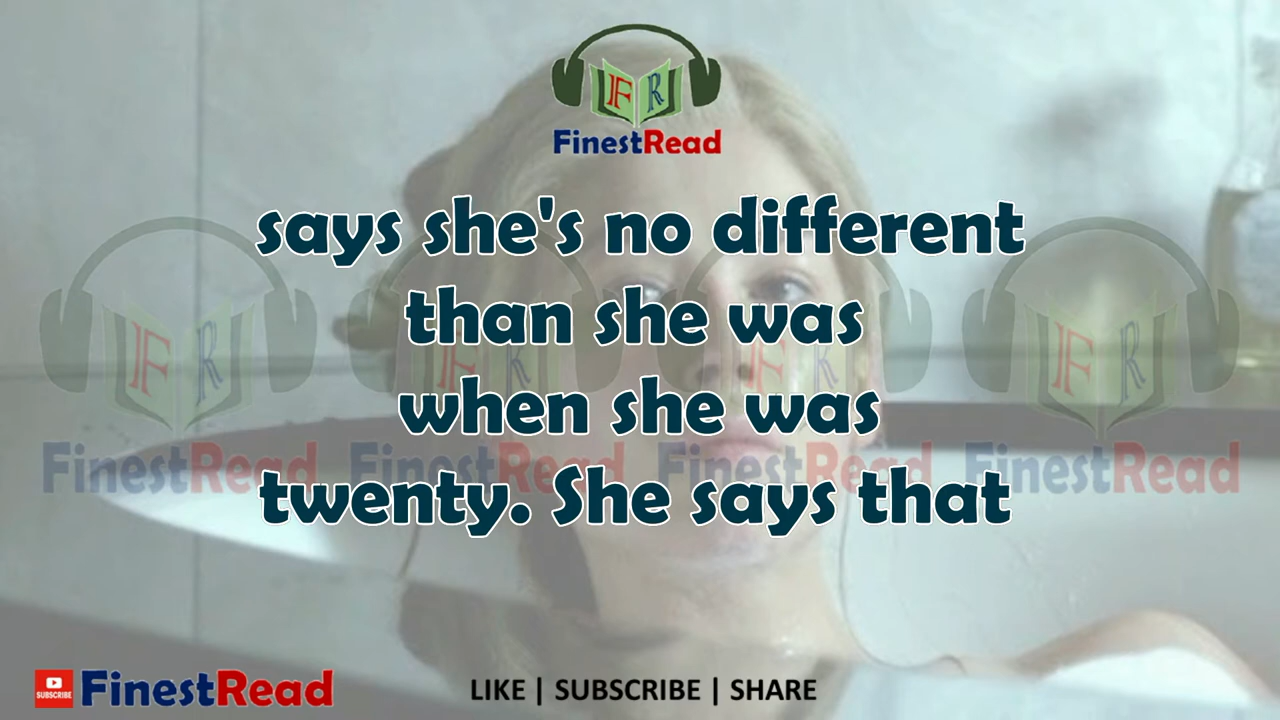 F R
FinestRead
says she's no different
than she was
when she was
twenty. She says that
F R F R F R F R
FinestRead FinestRead FinestRead FinestRead
SUBSCRIBE FinestRead LIKE | SUBSCRIBE | SHARE